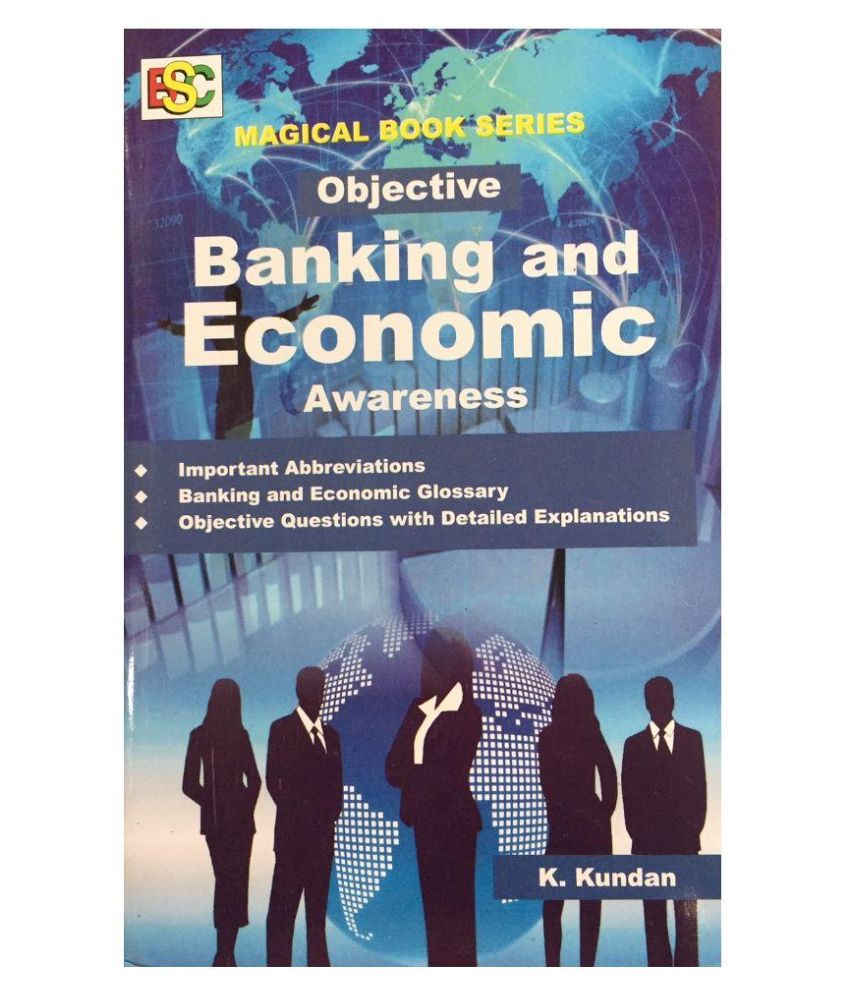 BSC
MAGICAL BOOK SERIES
Objective
Banking and
Economic
Awareness
❖ Important Abbreviations
❖ Banking and Economic Glossary
❖ Objective Questions with Detailed Explanations
K. Kundan